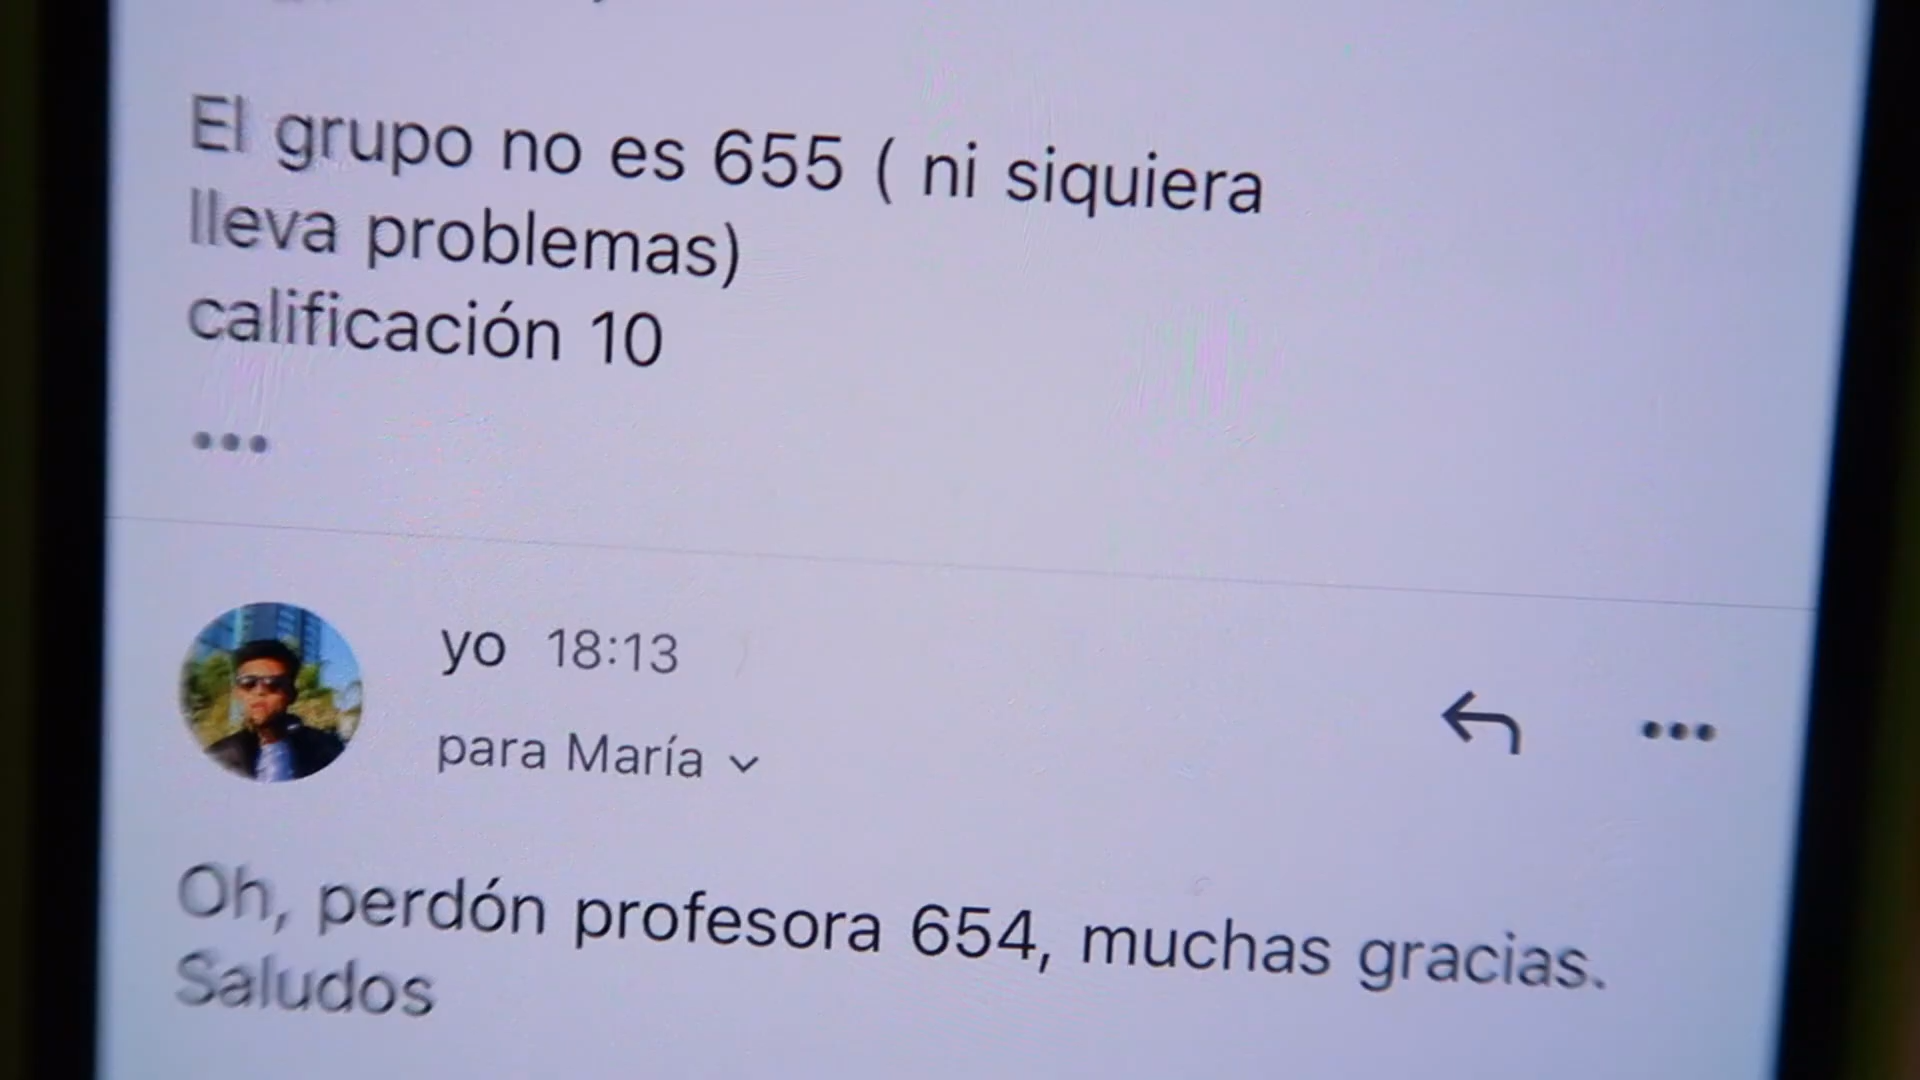 El grupo no es 655 ( ni siquiera
lleva problemas)
calificación 10
yo 18:13
para María
Oh, perdón profesora 654, muchas gracias.
Saludos